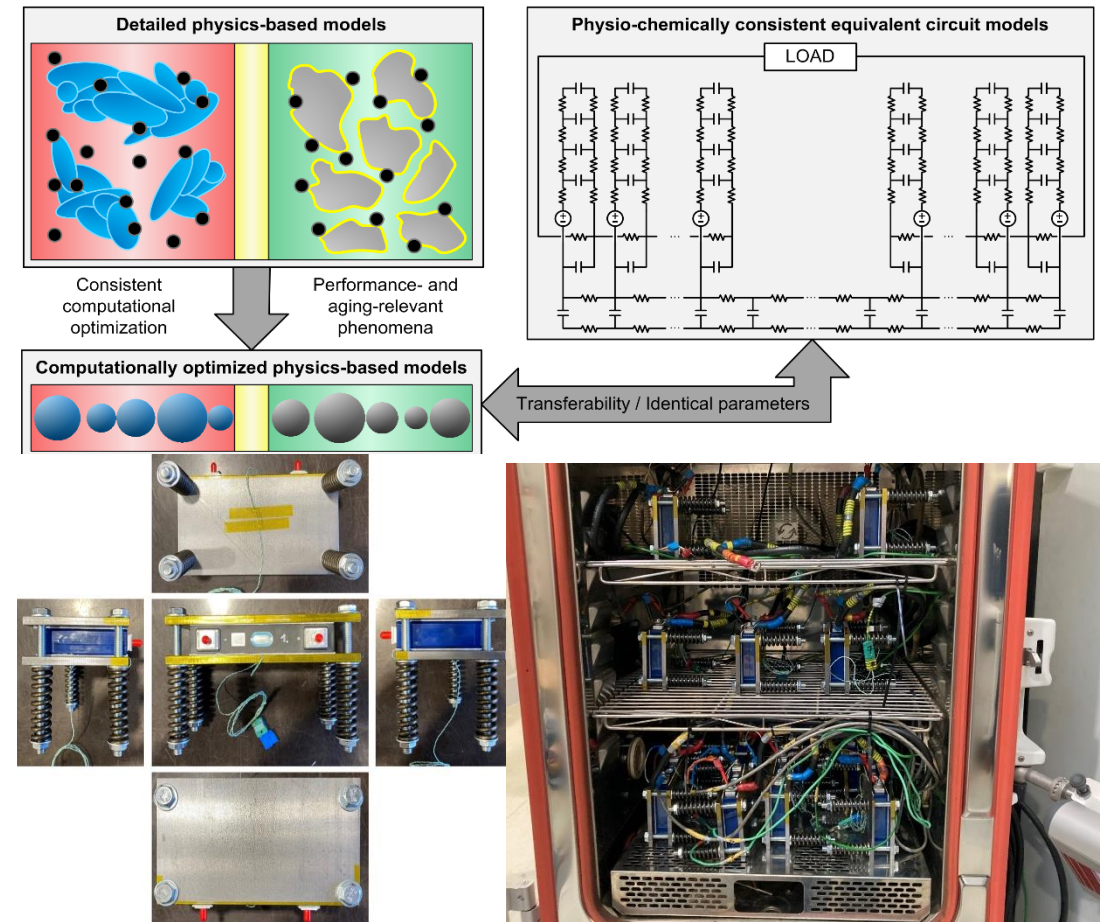 Detailed physics-based models
Physio-chemically consistent equivalent circuit models
LOAD
Consistent
computational
optimization
Performance- and
aging-relevant
phenomena
Computationally optimized physics-based models
Transferability / Identical parameters